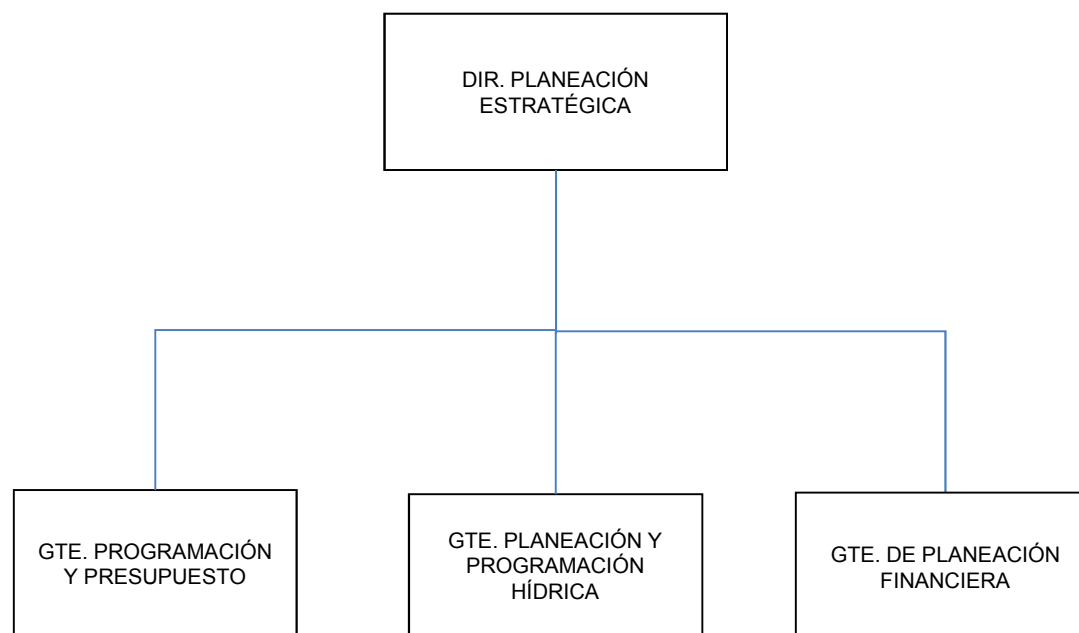 DIR. PLANEACIÓN
ESTRATÉGICA
GTE. PROGRAMACIÓN
Y PRESUPUESTO
GTE. PLANEACIÓN Y
PROGRAMACIÓN
HÍDRICA
GTE. DE PLANEACIÓN
FINANCIERA